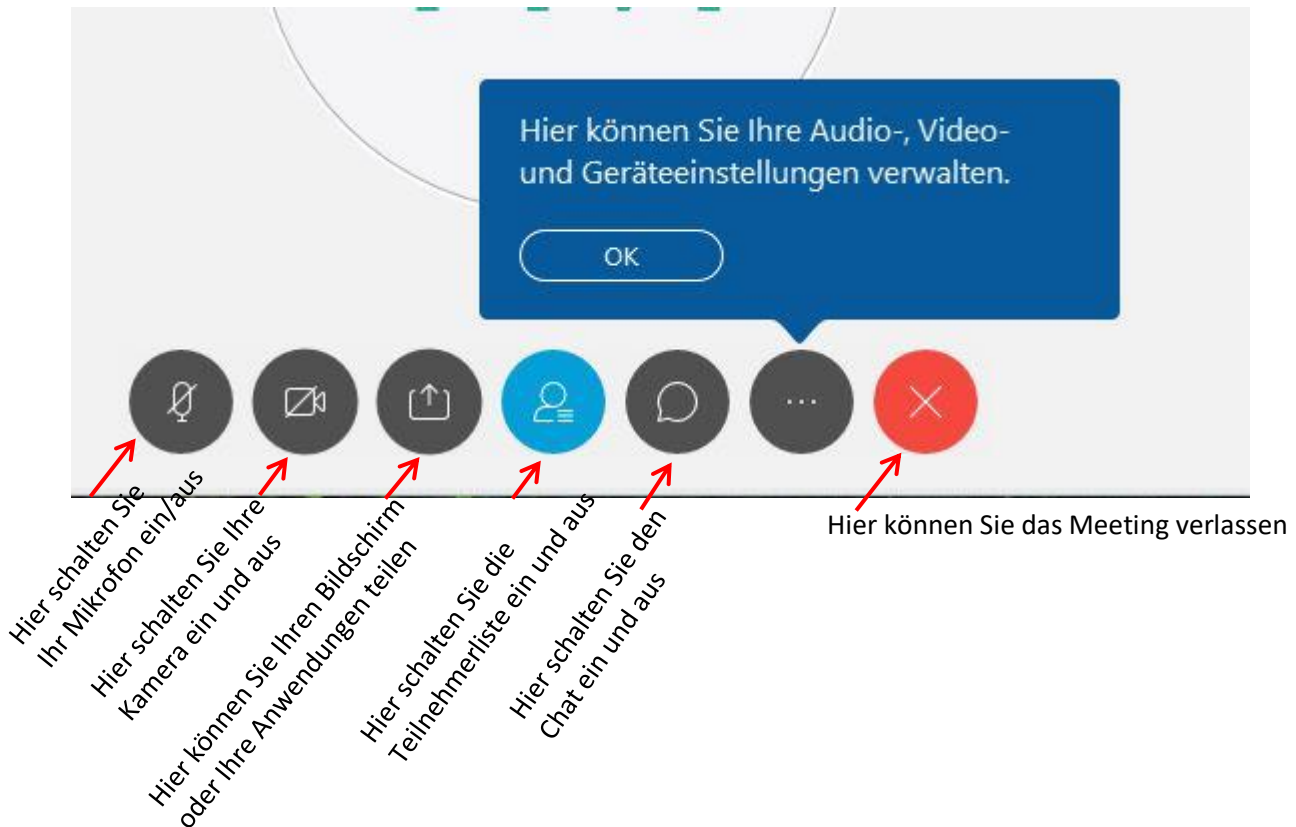 Hier können Sie Ihre Audio-, Video-
und Geräteeinstellungen verwalten.
OK
Hier schalten Sie
Ihr Mikrofon ein/aus
Hier schalten Sie Ihre
Kamera ein und aus
Hier können Sie Ihren Bildschirm
oder Ihre Anwendungen teilen
Hier schalten Sie die
Teilnehmerliste ein und aus
Hier schalten Sie den
Chat ein und aus
Hier können Sie das Meeting verlassen